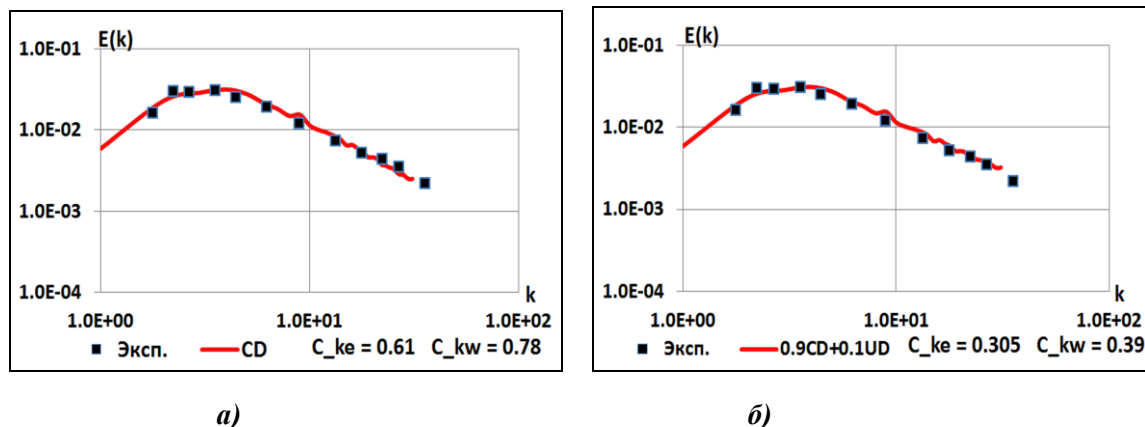 E(k)
1.0E-01
1.0E-02
1.0E-03
1.0E-04
k
1.0E+00 1.0E+01 1.0E+02
Эксп. CD C_ke = 0.61 C_kw = 0.78
а)
E(k)
1.0E-01
1.0E-02
1.0E-03
1.0E-04
k
1.0E+00 1.0E+01 1.0E+02
Эксп. 0.9CD+0.1UD C_ke = 0.305 C_kw = 0.39
б)